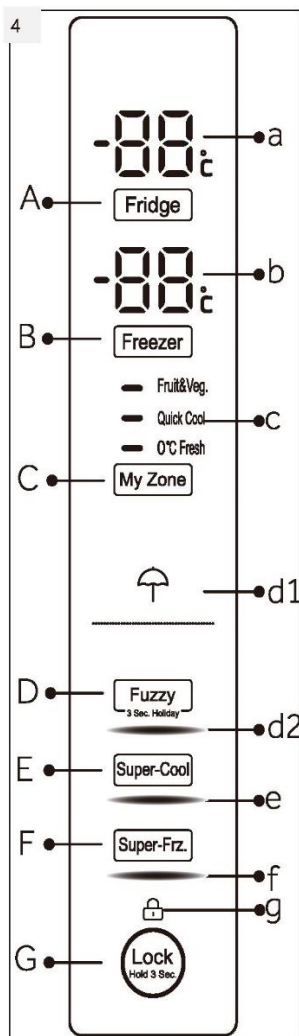 4
-88°C
a
A
Fridge
-88°C
b
B
Freezer
Fruit&Veg.
Quick Cool
c
0°C Fresh
C
My Zone
d1
D
Fuzzy
3 Sec. Holiday
d2
E
Super-Cool
e
F
Super-Frz.
f
g
G
Lock
Hold 3 Sec.